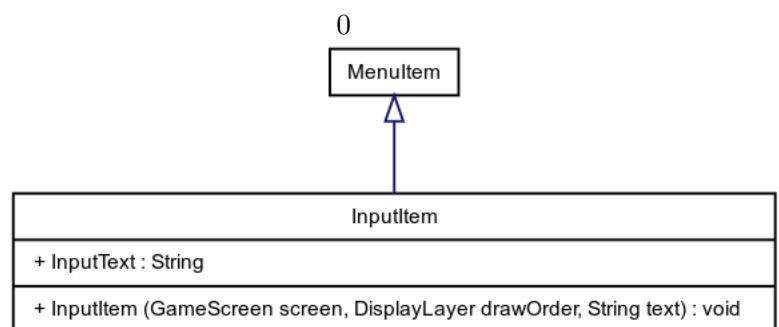 0
MenuItem
InputItem
+ InputText : String
+ InputItem (GameScreen screen, DisplayLayer drawOrder, String text) : void